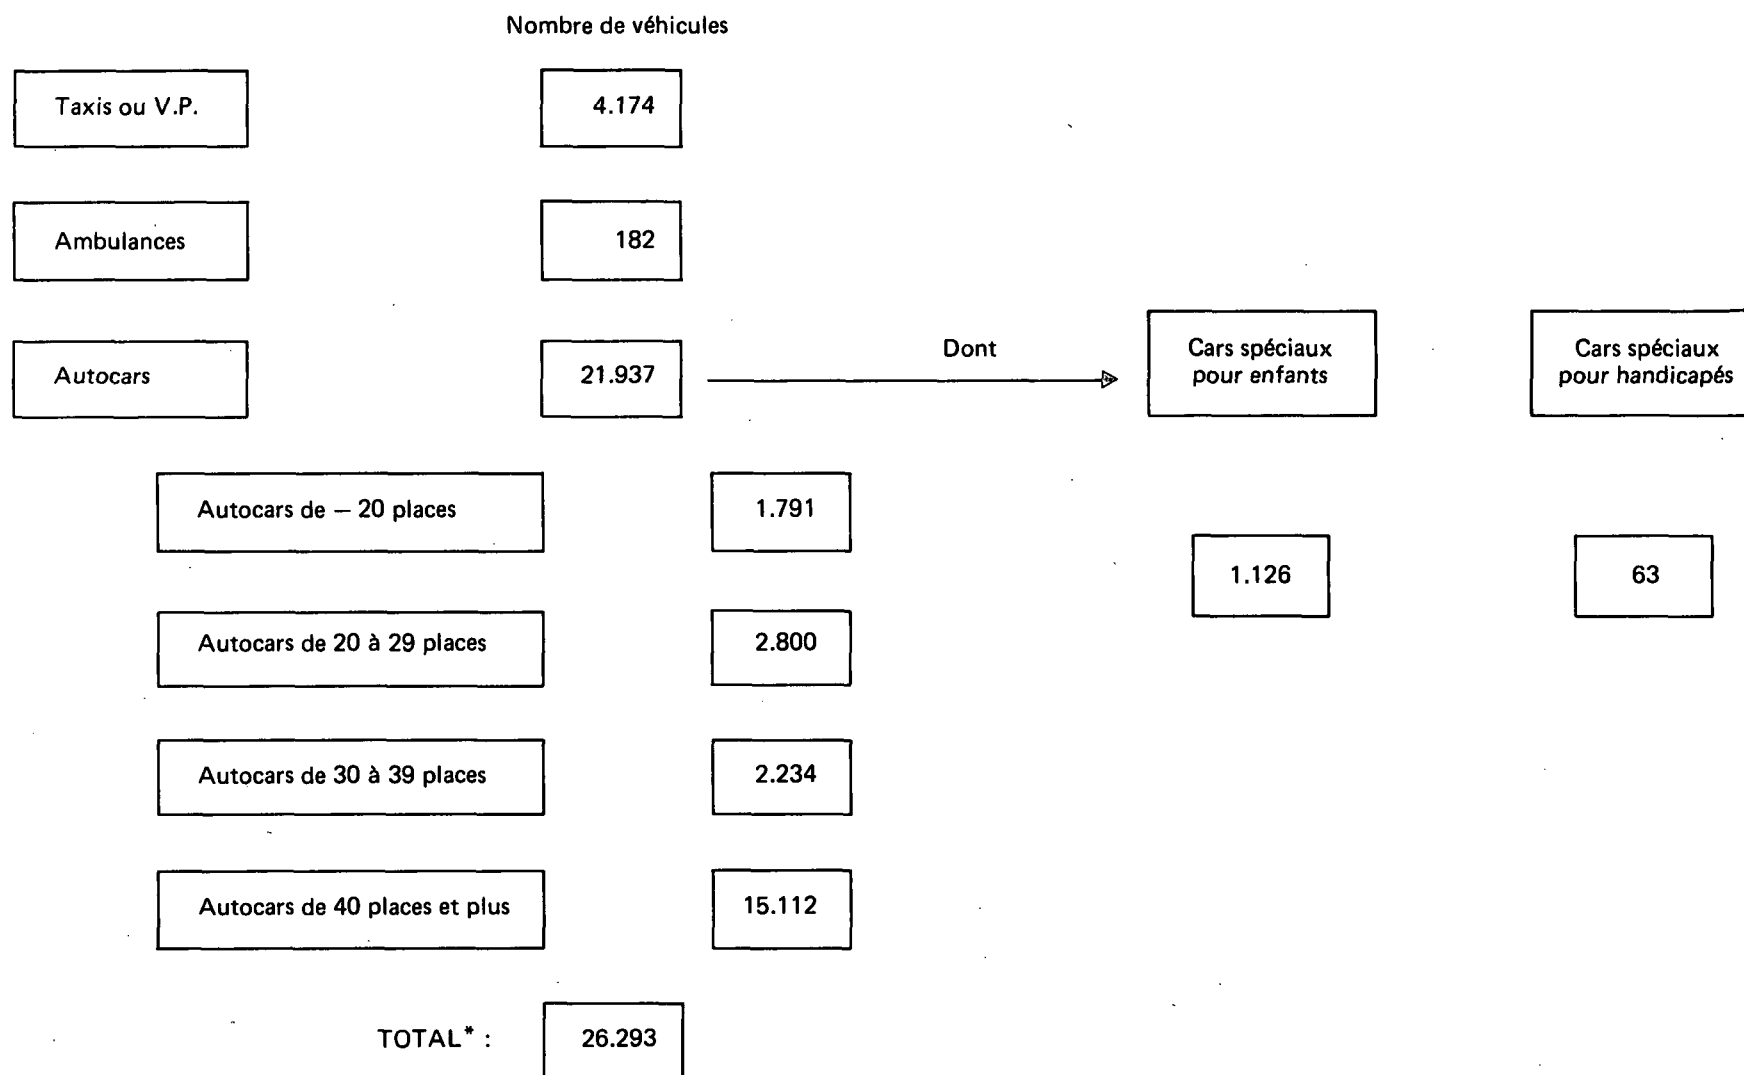 Nombre de véhicules
Taxis ou V.P. 4.174
Ambulances 182
Autocars 21.937 Dont Cars spéciaux pour enfants Cars spéciaux pour handicapés
Autocars de — 20 places 1.791
1.126 63
Autocars de 20 à 29 places 2.800
Autocars de 30 à 39 places 2.234
Autocars de 40 places et plus 15.112
TOTAL* : 26.293